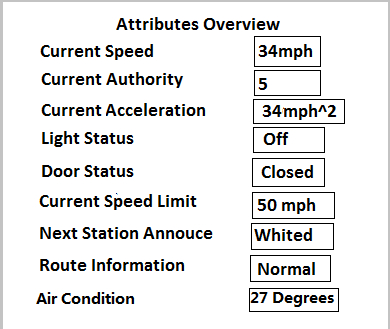 Attributes Overview
Current Speed 34mph
Current Authority 5
Current Acceleration 34mph^2
Light Status Off
Door Status Closed
Current Speed Limit 50 mph
Next Station Annouce Whited
Route Information Normal
Air Condition 27 Degrees